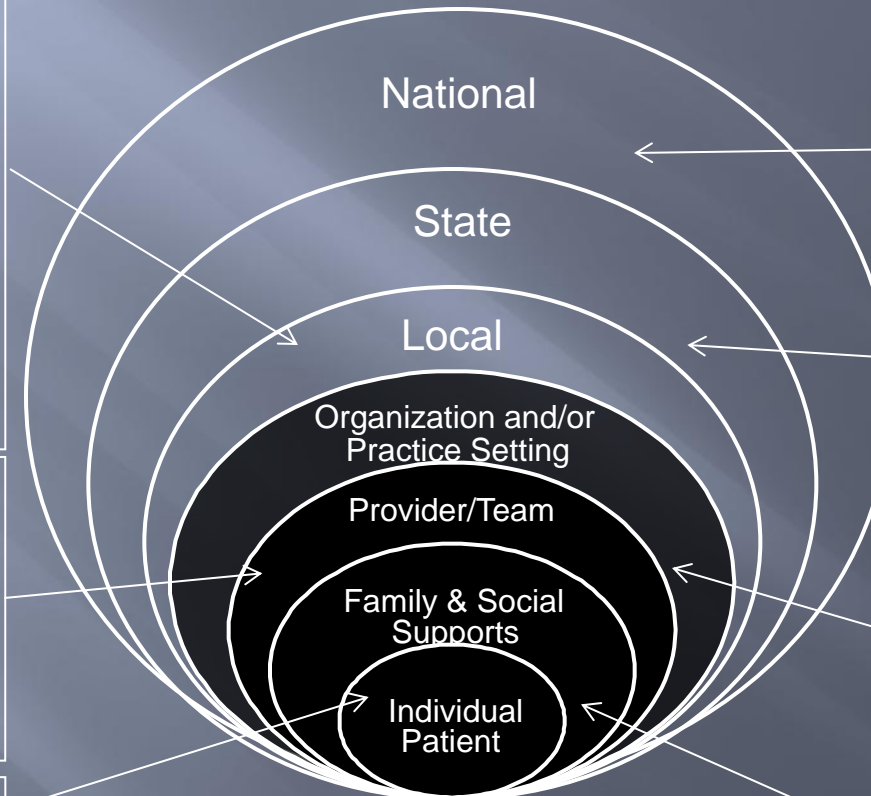 National
State
Local
Organization and/or
Practice Setting
Provider/Team
Family & Social
Supports
Individual
Patient